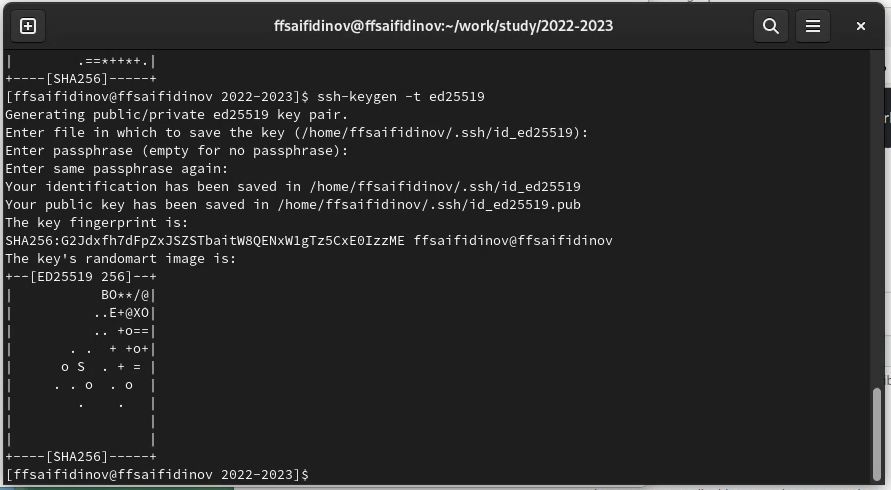 ffsaifidinov@ffsaifidinov:~/work/study/2022-2023
|        .==*++*+.|
+----[SHA256]-----+
[ffsaifidinov@ffsaifidinov 2022-2023]$ ssh-keygen -t ed25519
Generating public/private ed25519 key pair.
Enter file in which to save the key (/home/ffsaifidinov/.ssh/id_ed25519):
Enter passphrase (empty for no passphrase):
Enter same passphrase again:
Your identification has been saved in /home/ffsaifidinov/.ssh/id_ed25519
Your public key has been saved in /home/ffsaifidinov/.ssh/id_ed25519.pub
The key fingerprint is:
SHA256:G2Jdxfh7dFpZxJSZSTbaitW8QENxW1gTz5CxE0IzzME ffsaifidinov@ffsaifidinov
The key's randomart image is:
+--[ED25519 256]--+
|           BO**/@|
|          ..E+@XO|
|          .. +o==|
|       . .  + +o+|
|      o S  . + = |
|     . . o  . o  |
|        .    .   |
|                 |
|                 |
+----[SHA256]-----+
[ffsaifidinov@ffsaifidinov 2022-2023]$